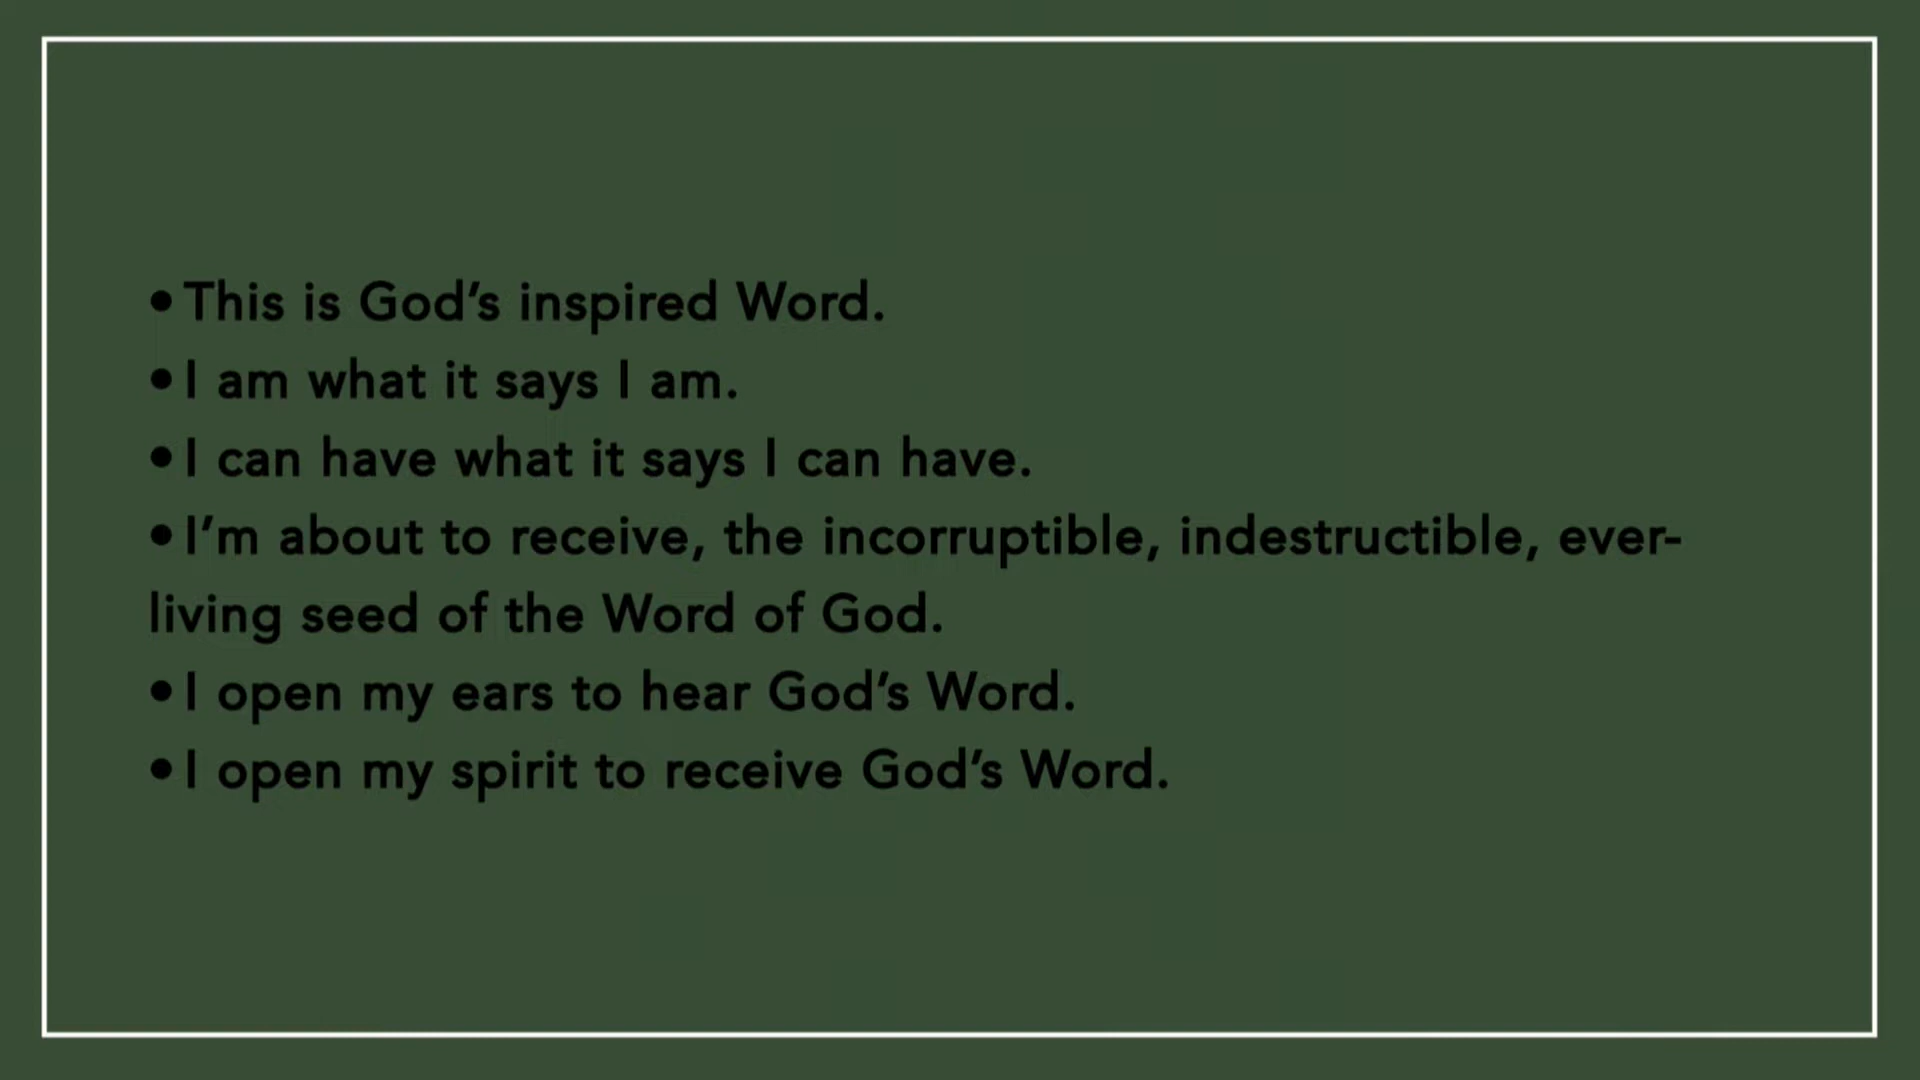 •This is God’s inspired Word.
•I am what it says I am.
•I can have what it says I can have.
•I’m about to receive, the incorruptible, indestructible, ever-
living seed of the Word of God.
•I open my ears to hear God’s Word.
•I open my spirit to receive God’s Word.